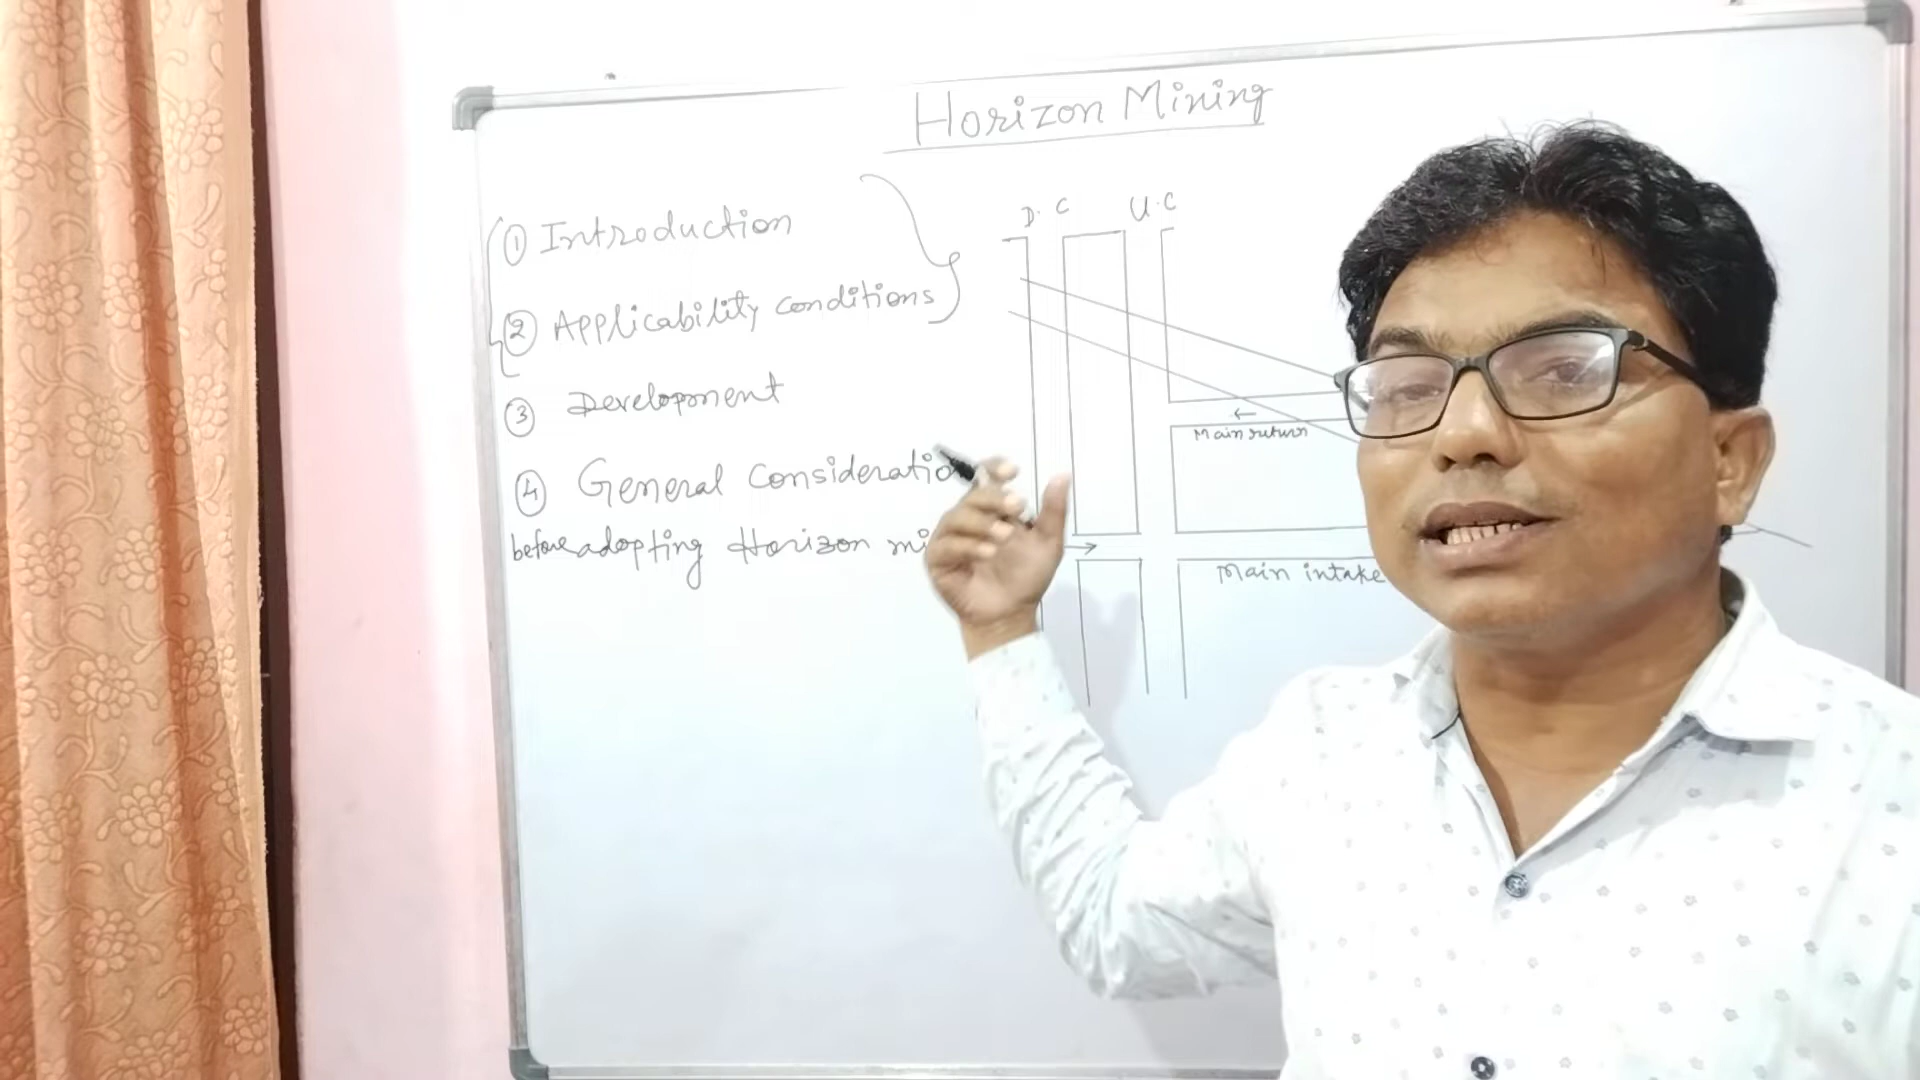 Horizon Mining
① Introduction
② Applicability conditions
③ Development
④ General Consideratio
before adopting Horizon mi
D. C
U. C
Main return
Main intake